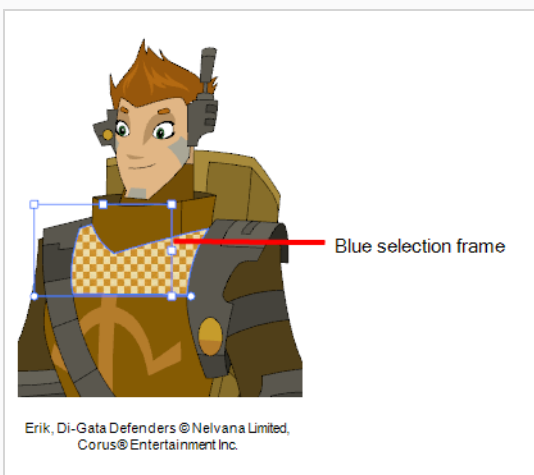 Blue selection frame
Erik, Di-Gata Defenders © Nelvana Limited,
Corus® Entertainment Inc.